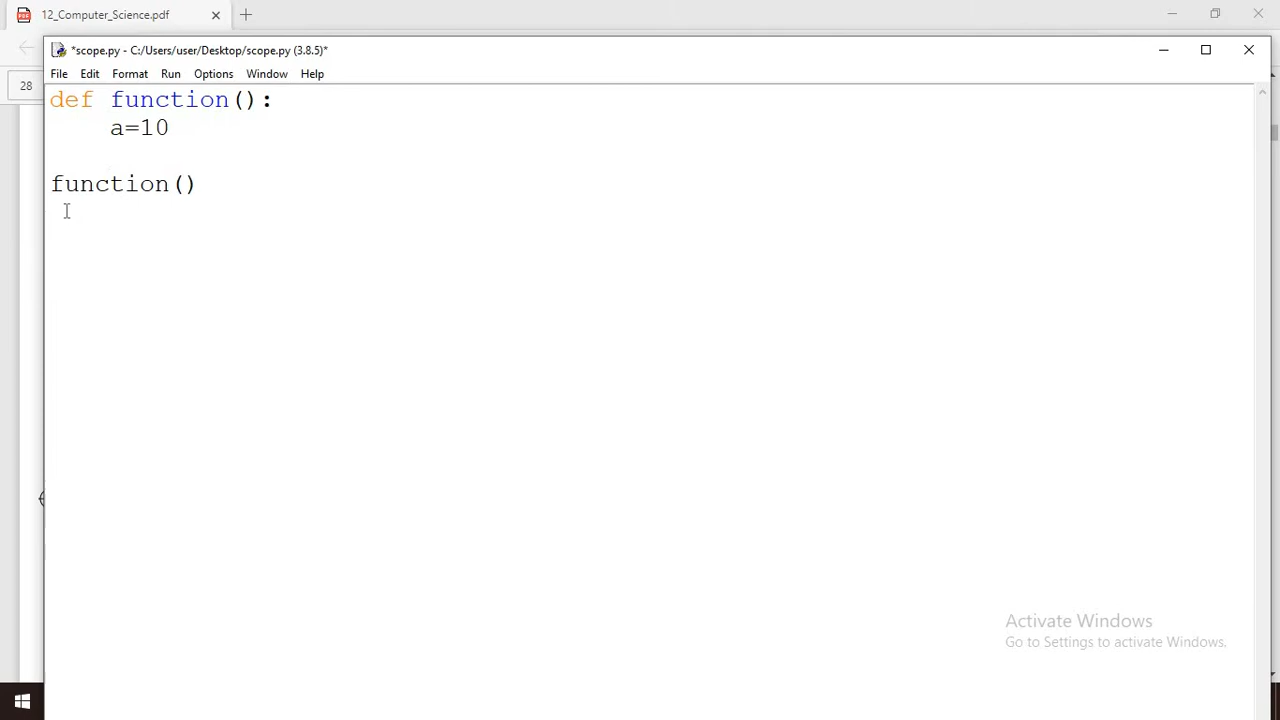 12_Computer_Science.pdf
*scope.py - C:/Users/user/Desktop/scope.py (3.8.5)*
File Edit Format Run Options Window Help
28
def function():
    a=10
function()
Activate Windows
Go to Settings to activate Windows.